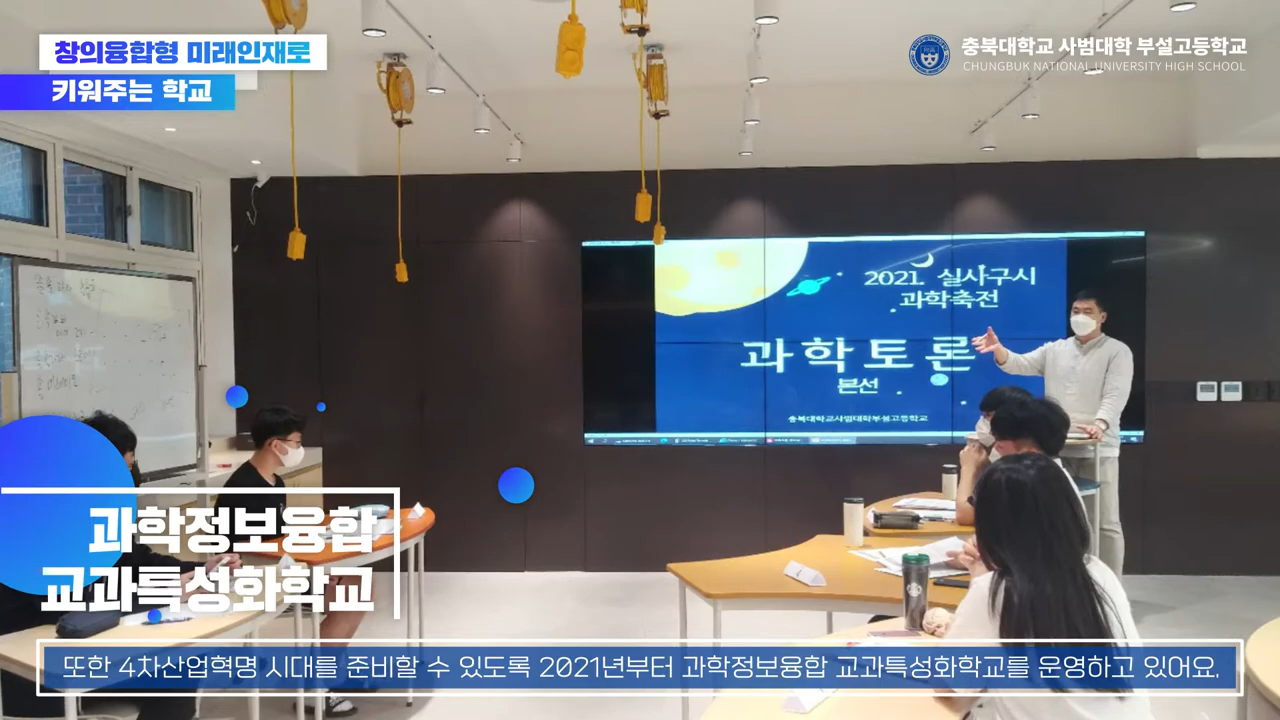 창의융합형 미래인재로
키워주는 학교
충북대학교 사범대학 부설고등학교
CHUNGBUK NATIONAL UNIVERSITY HIGH SCHOOL
2021. 실사구시
과학축전
과학토론
본선
충북대학교사범대학부설고등학교
과학정보융합
교과특성화학교
또한 4차산업혁명 시대를 준비할 수 있도록 2021년부터 과학정보융합 교과특성화학교를 운영하고 있어요.